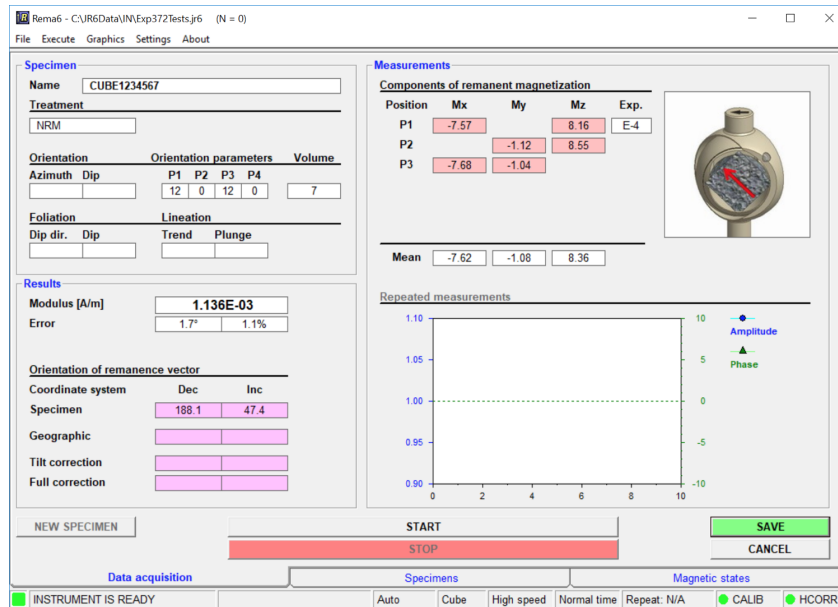 Rema6 - C:\JR6Data\IN\Exp372Tests.jr6 (N = 0)
File Execute Graphics Settings About
Specimen
Name CUBE1234567
Treatment
NRM
Orientation Orientation parameters Volume
Azimuth Dip P1 P2 P3 P4
12 0 12 0 7
Foliation Lineation
Dip dir. Dip Trend Plunge
Results
Modulus [A/m] 1.136E-03
Error 1.7° 1.1%
Orientation of remanence vector
Coordinate system Dec Inc
Specimen 188.1 47.4
Geographic
Tilt correction
Full correction
Measurements
Components of remanent magnetization
Position Mx My Mz Exp.
P1 -7.57 8.16 E-4
P2 -1.12 8.55
P3 -7.68 -1.04
Mean -7.62 -1.08 8.36
Repeated measurements
1.10 10
1.05 5
1.00 0
0.95 -5
0.90 -10
0 2 4 6 8 10
Amplitude
Phase
NEW SPECIMEN START SAVE
STOP CANCEL
Data acquisition Specimens Magnetic states
INSTRUMENT IS READY Auto Cube High speed Normal time Repeat: N/A CALIB HCORR